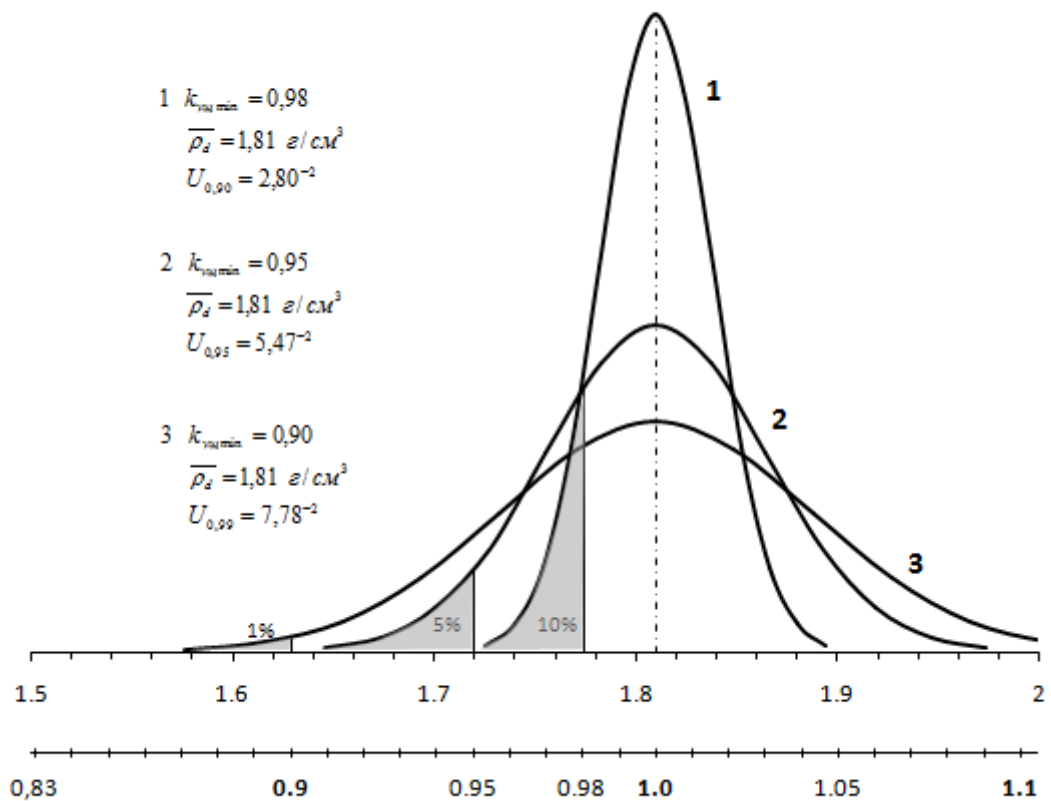 1 k_упл min = 0,98
ρ_d = 1,81 г/см³
U_0,90 = 2,80⁻²
2 k_упл min = 0,95
ρ_d = 1,81 г/см³
U_0,95 = 5,47⁻²
3 k_упл min = 0,90
ρ_d = 1,81 г/см³
U_0,99 = 7,78⁻²
1
2
3
1%
5%
10%
1.5 1.6 1.7 1.8 1.9 2
0,83 0.9 0.95 0.98 1.0 1.05 1.1